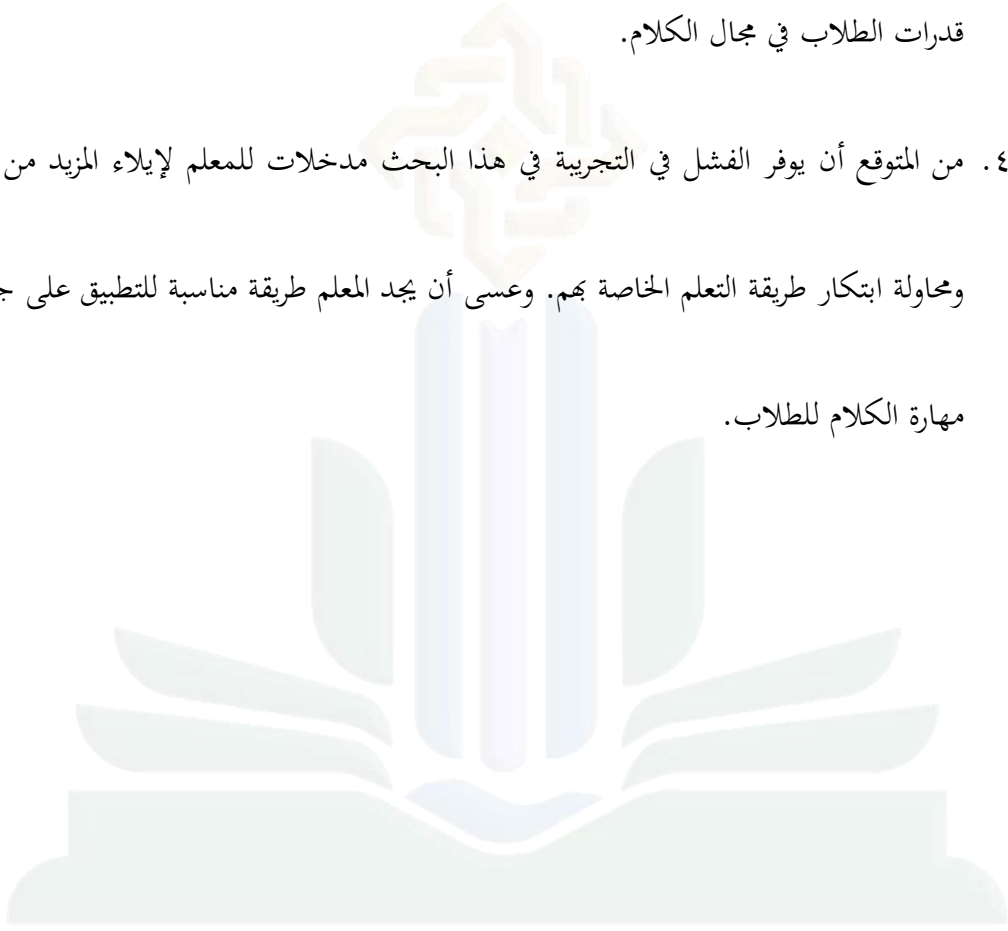 قدرات الطلاب في مجال الكلام.
٤. من المتوقع أن يوفر الفشل في التجريبة في هذا البحث مدخلات للمعلم لإيلاء المزيد من
ومحاولة ابتكار طريقة التعلم الخاصة بهم. وعسى أن يجد المعلم طريقة مناسبة للتطبيق على
مهارة الكلام للطلاب.